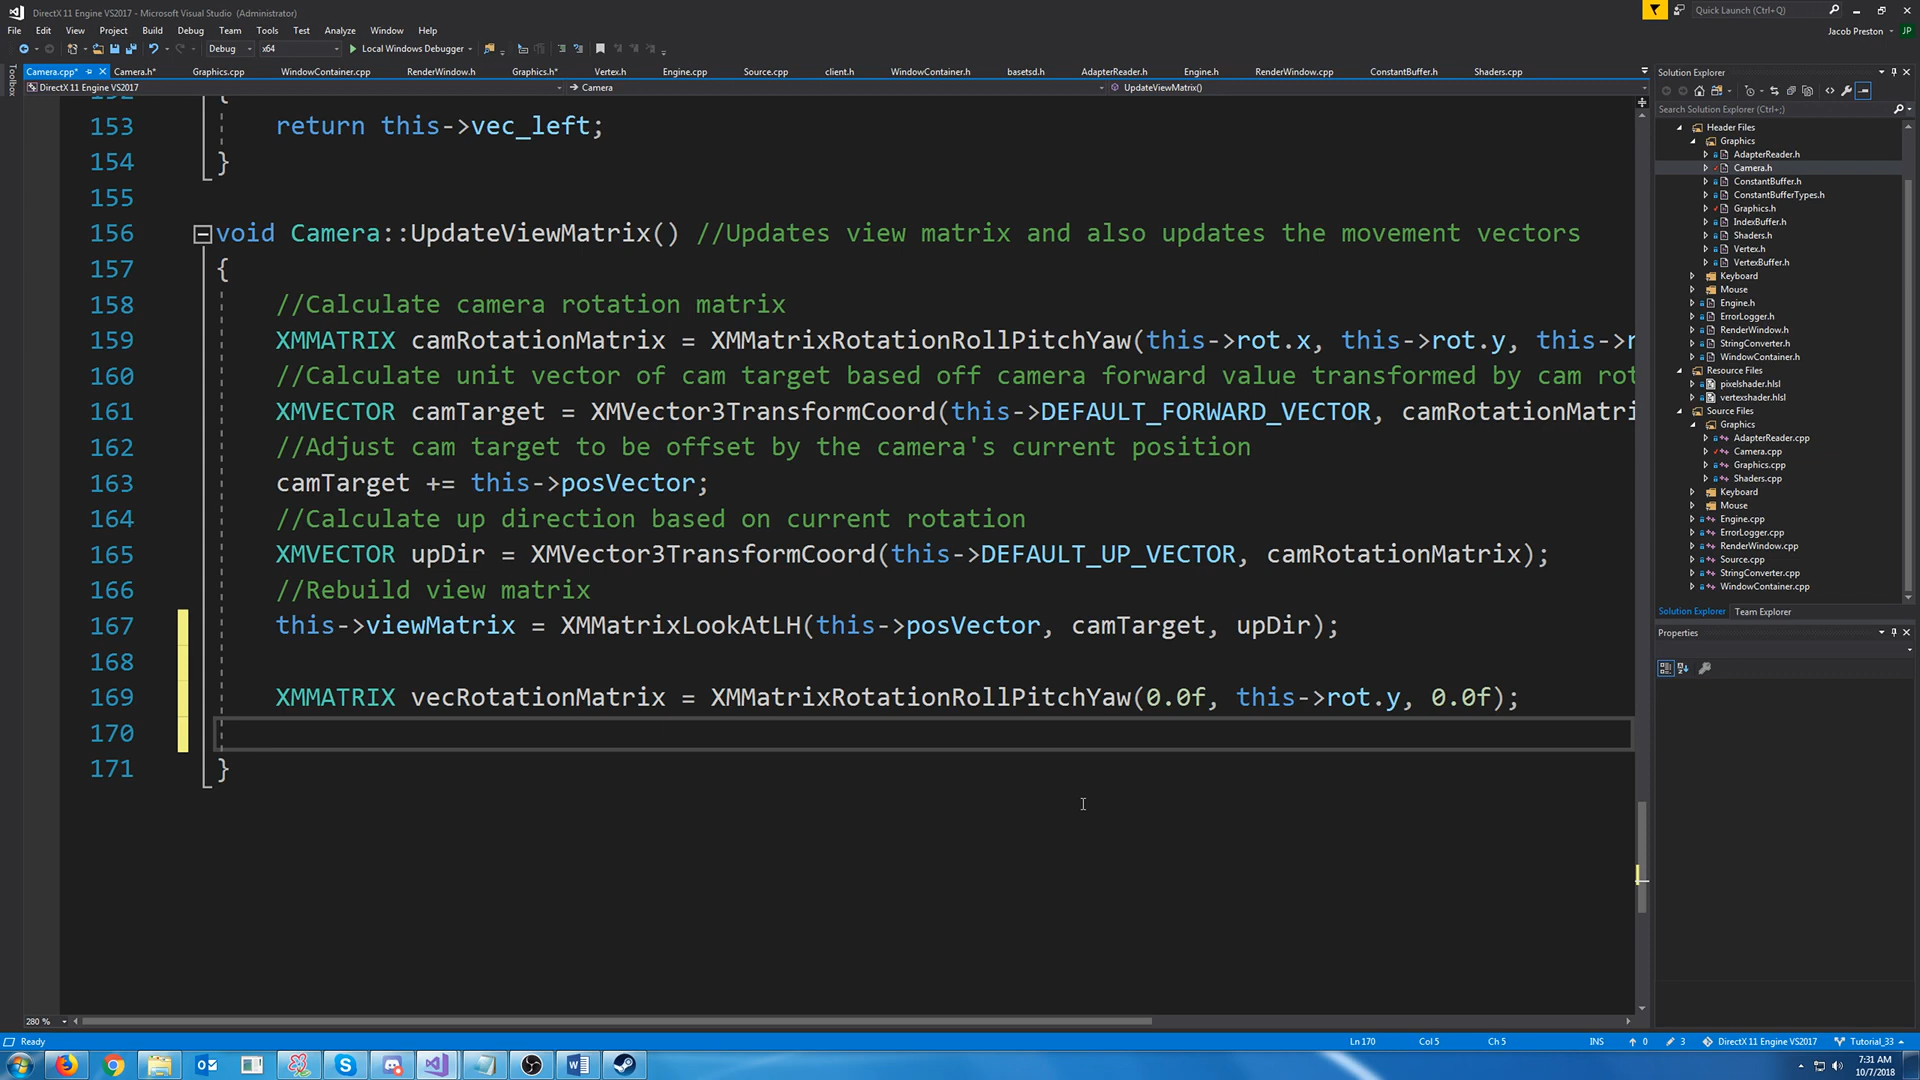 DirectX 11 Engine VS2017 - Microsoft Visual Studio (Administrator)
Quick Launch (Ctrl+Q)
File Edit View Project Build Debug Team Tools Test Analyze Window Help
Jacob Preston JP
Debug x64 Local Windows Debugger
Toolbox
Camera.cpp* Camera.h* Graphics.cpp WindowContainer.cpp RenderWindow.h Graphics.h* Vertex.h Engine.cpp Source.cpp client.h WindowContainer.h basetsd.h AdapterReader.h Engine.h RenderWindow.cpp ConstantBuffer.h Shaders.cpp
DirectX 11 Engine VS2017 Camera UpdateViewMatrix()
152 {
153 return this->vec_left;
154 }
155
156 void Camera::UpdateViewMatrix() //Updates view matrix and also updates the movement vectors
157 {
158 //Calculate camera rotation matrix
159 XMMATRIX camRotationMatrix = XMMatrixRotationRollPitchYaw(this->rot.x, this->rot.y, this->r
160 //Calculate unit vector of cam target based off camera forward value transformed by cam rot
161 XMVECTOR camTarget = XMVector3TransformCoord(this->DEFAULT_FORWARD_VECTOR, camRotationMatri
162 //Adjust cam target to be offset by the camera's current position
163 camTarget += this->posVector;
164 //Calculate up direction based on current rotation
165 XMVECTOR upDir = XMVector3TransformCoord(this->DEFAULT_UP_VECTOR, camRotationMatrix);
166 //Rebuild view matrix
167 this->viewMatrix = XMMatrixLookAtLH(this->posVector, camTarget, upDir);
168
169 XMMATRIX vecRotationMatrix = XMMatrixRotationRollPitchYaw(0.0f, this->rot.y, 0.0f);
170
171 }
280 %
Solution Explorer
Search Solution Explorer (Ctrl+;)
Header Files
Graphics
AdapterReader.h
Camera.h
ConstantBuffer.h
ConstantBufferTypes.h
Graphics.h
IndexBuffer.h
Shaders.h
Vertex.h
VertexBuffer.h
Keyboard
Mouse
Engine.h
ErrorLogger.h
RenderWindow.h
StringConverter.h
WindowContainer.h
Resource Files
pixelshader.hlsl
vertexshader.hlsl
Source Files
Graphics
AdapterReader.cpp
Camera.cpp
Graphics.cpp
Shaders.cpp
Keyboard
Mouse
Engine.cpp
ErrorLogger.cpp
RenderWindow.cpp
Source.cpp
StringConverter.cpp
WindowContainer.cpp
Solution Explorer Team Explorer
Properties
Ready Ln 170 Col 5 Ch 5 INS 0 3 DirectX 11 Engine VS2017 Tutorial_33
7:31 AM
10/7/2018